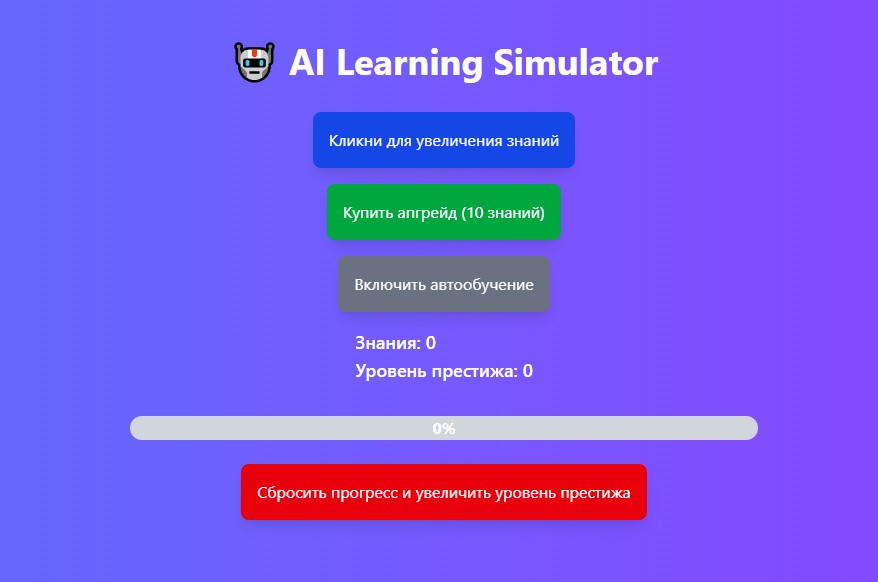 AI Learning Simulator
Кликни для увеличения знаний
Купить апгрейд (10 знаний)
Включить автообучение
Знания: 0
Уровень престижа: 0
0%
Сбросить прогресс и увеличить уровень престижа